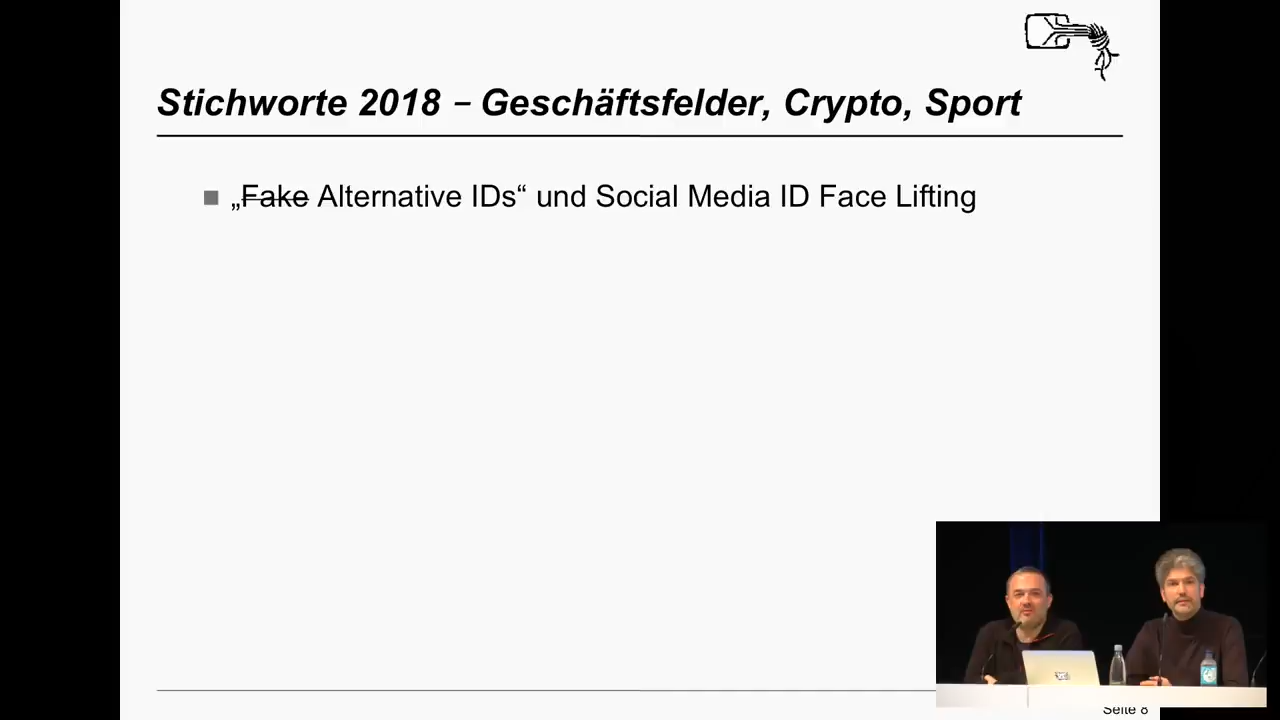 Stichworte 2018 – Geschäftsfelder, Crypto, Sport
„Fake Alternative IDs“ und Social Media ID Face Lifting
Seite 8